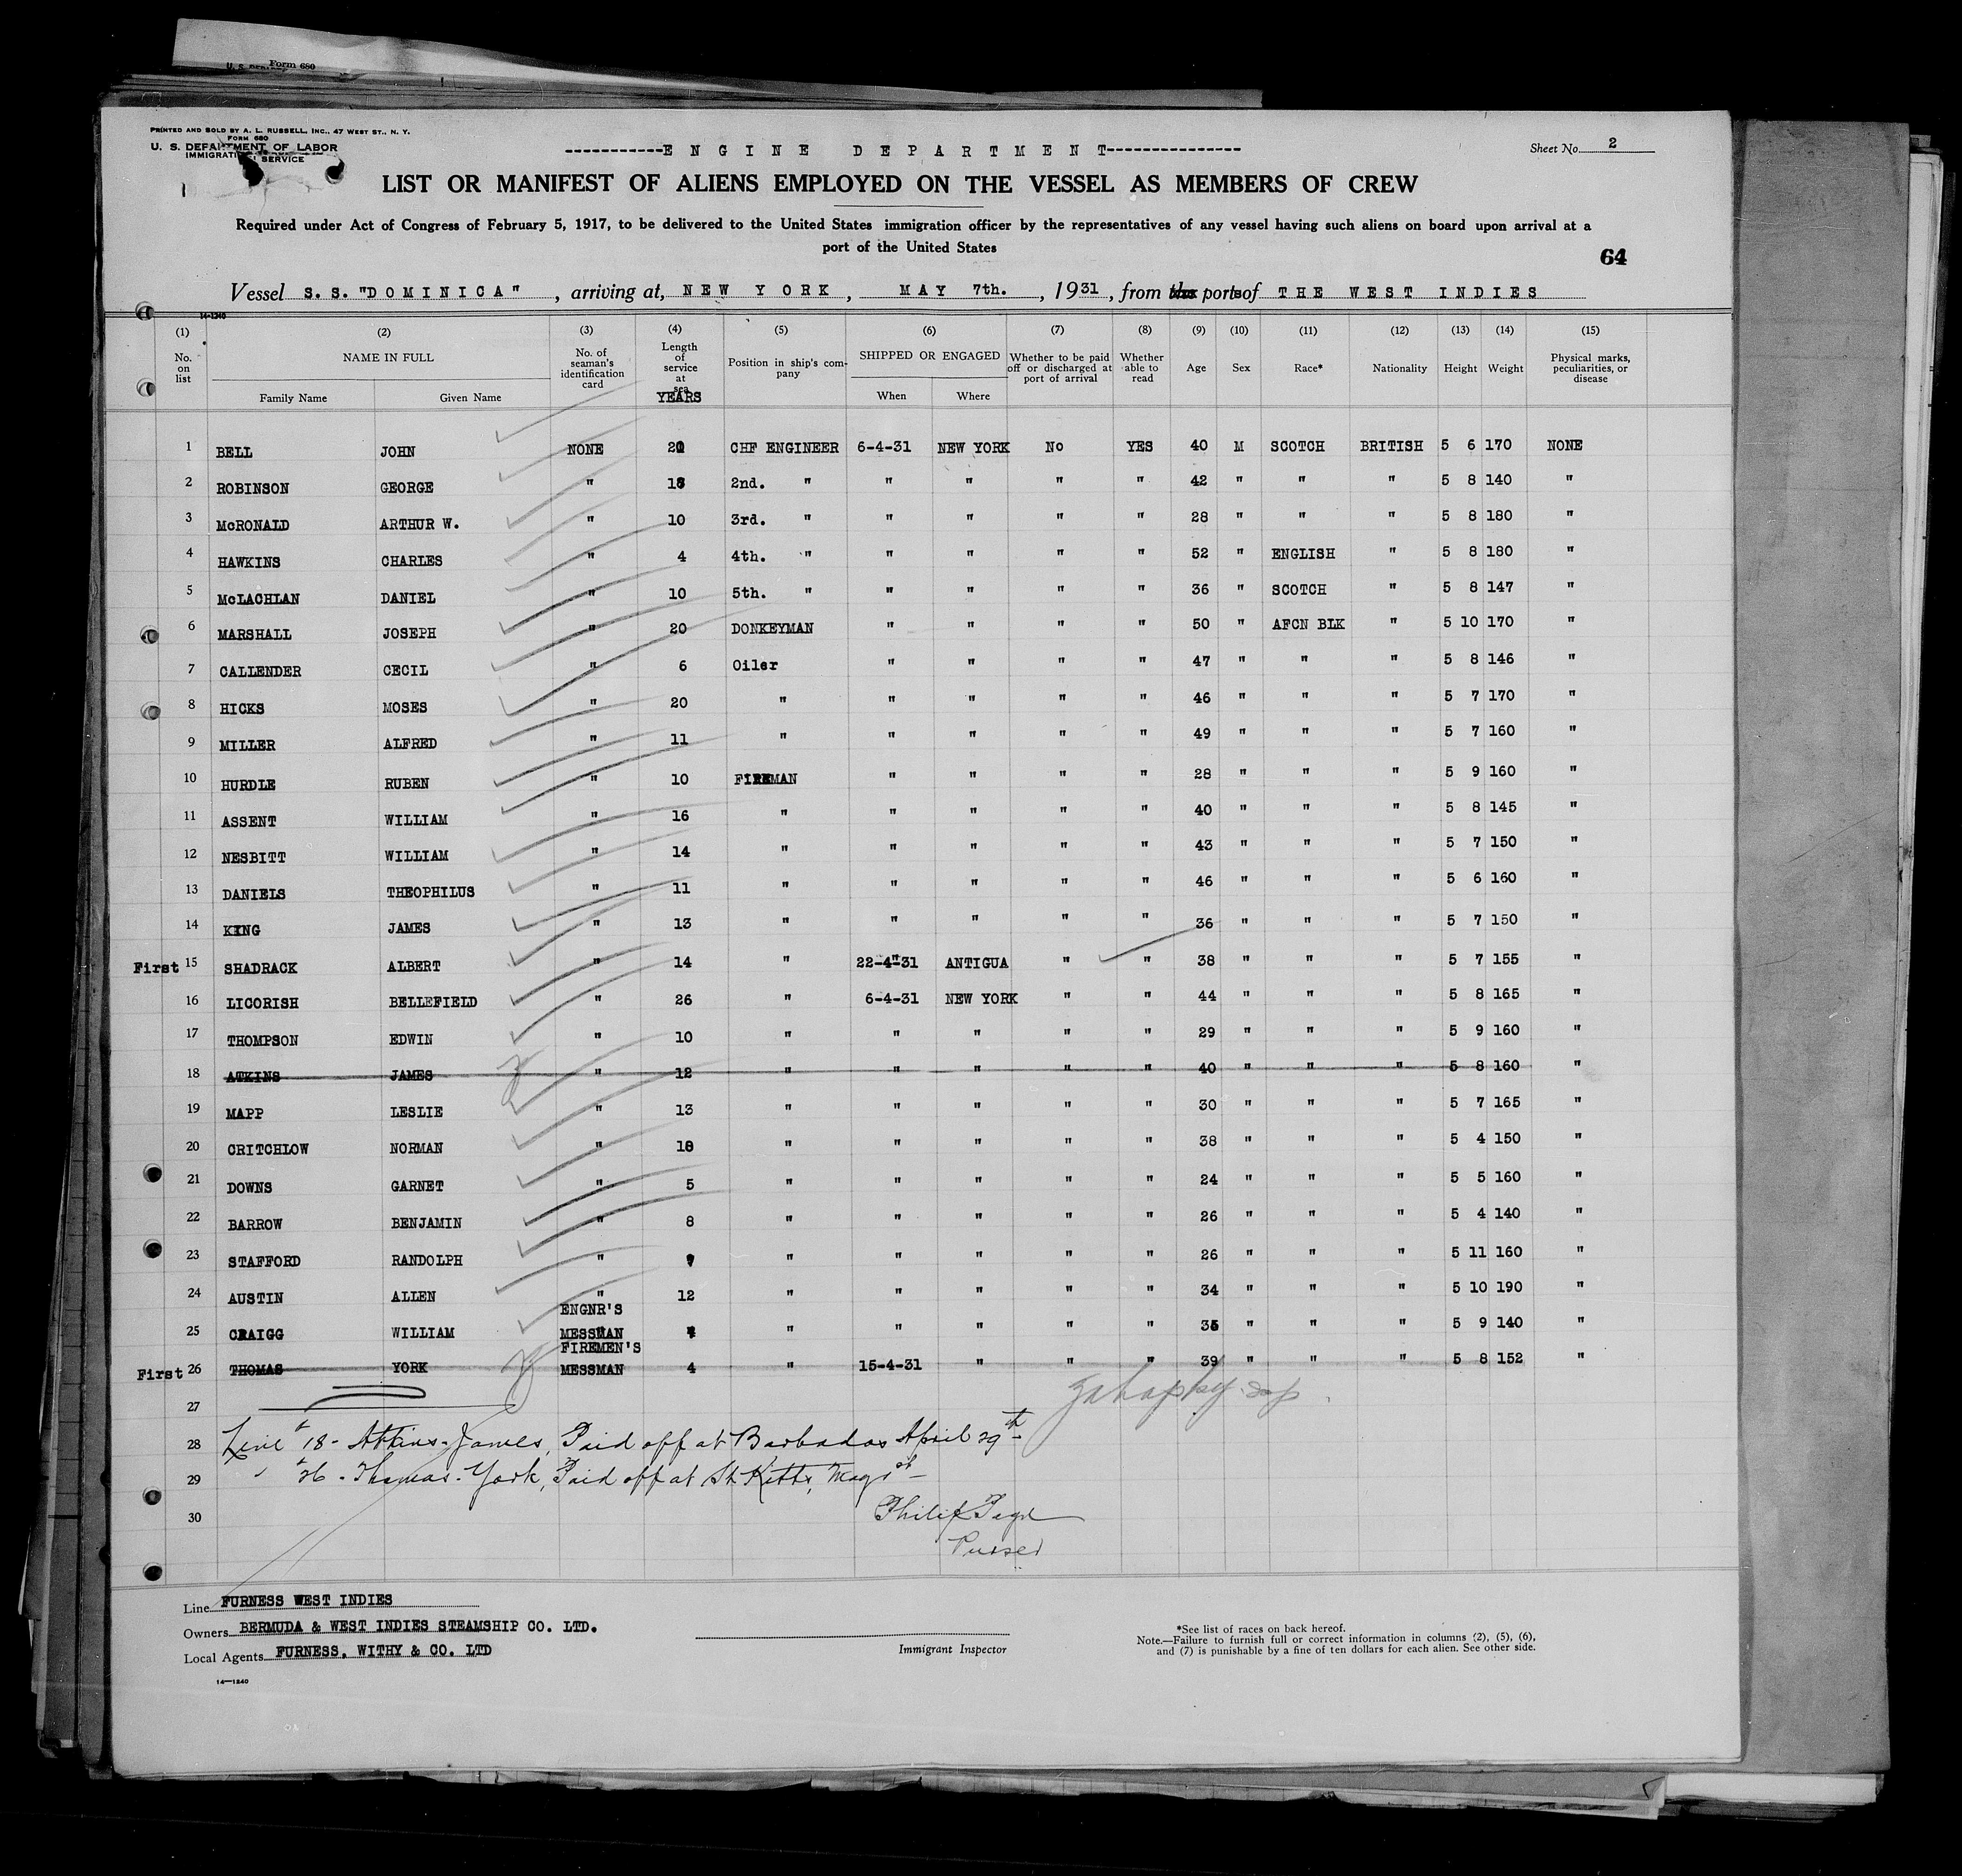 Form 680
PRINTED AND SOLD BY A. L. RUSSELL, INC., 47 WEST ST., N. Y.
FORM 680
U. S. DEPARTMENT OF LABOR
IMMIGRATION SERVICE
-----------ENGINE DEPARTMENT---------------
Sheet No. 2
LIST OR MANIFEST OF ALIENS EMPLOYED ON THE VESSEL AS MEMBERS OF CREW
Required under Act of Congress of February 5, 1917, to be delivered to the United States immigration officer by the representatives of any vessel having such aliens on board upon arrival at a
port of the United States
64
Vessel S.S. "DOMINICA", arriving at, NEW YORK, MAY 7th., 1931, from the ports of THE WEST INDIES
14-1240
(1) (2) (3) (4) (5) (6) (7) (8) (9) (10) (11) (12) (13) (14) (15)
No. on list NAME IN FULL Family Name Given Name No. of seaman's identification card Length of service at sea YEARS Position in ship's company SHIPPED OR ENGAGED When Where Whether to be paid off or discharged at port of arrival Whether able to read Age Sex Race* Nationality Height Weight Physical marks, peculiarities, or disease
1 BELL JOHN NONE 20 CHF ENGINEER 6-4-31 NEW YORK No YES 40 M SCOTCH BRITISH 5 6 170 NONE
2 ROBINSON GEORGE " 2nd. " " " " " 42 " " " 5 8 140 "
3 McRONALD ARTHUR W. " 10 3rd. " " " " " 28 " " " 5 8 180 "
4 HAWKINS CHARLES " 4 4th. " " " " " 52 " ENGLISH " 5 8 180 "
5 McLACHLAN DANIEL " 10 5th. " " " " " 36 " SCOTCH " 5 8 147 "
6 MARSHALL JOSEPH " 20 DONKEYMAN " " " " 50 " AFCN BLK " 5 10 170 "
7 CALLENDER CECIL " 6 Oiler " " " " 47 " " " 5 8 146 "
8 HICKS MOSES " 20 " " " " " 46 " " " 5 7 170 "
9 MILLER ALFRED " 11 " " " " " 49 " " " 5 7 160 "
10 HURDLE RUBEN " 10 FIREMAN " " " " 28 " " " 5 9 160 "
11 ASSENT WILLIAM " 16 " " " " " 40 " " " 5 8 145 "
12 NESBITT WILLIAM " 14 " " " " " 43 " " " 5 7 150 "
13 DANIELS THEOPHILUS " 11 " " " " " 46 " " " 5 6 160 "
14 KING JAMES " 13 " " " " " 36 " " " 5 7 150 "
First 15 SHADRACK ALBERT " 14 " 22-4-31 ANTIGUA " " 38 " " " 5 7 155 "
16 LIGORISH BELLEFIELD " 26 " 6-4-31 NEW YORK " " 44 " " " 5 8 165 "
17 THOMPSON EDWIN " 10 " " " " " 29 " " " 5 9 160 "
18 ATKINS JAMES " 12 " " " " " 40 " " " 5 8 160 "
19 MAPP LESLIE " 13 " " " " " 30 " " " 5 7 165 "
20 CRITCHLOW NORMAN " 18 " " " " " 38 " " " 5 4 150 "
21 DOWNS GARNET " 5 " " " " " 24 " " " 5 5 160 "
22 BARROW BENJAMIN " 8 " " " " " 26 " " " 5 4 140 "
23 STAFFORD RANDOLPH " " " " " " 26 " " " 5 11 160 "
24 AUSTIN ALLEN " 12 " " " " " 34 " " " 5 10 190 "
25 CRAIGG WILLIAM ENGNR'S MESSMAN " " " " " 35 " " " 5 9 140 "
First 26 THOMAS YORK FIREMEN'S MESSMAN 4 " 15-4-31 " " " 39 " " " 5 8 152 "
27
28 Line # 18 - Atkins - James, Paid off at Barbados April 29th -
29 " # 26 - Thomas - York, Paid off at St Kitts, May 1st -
30 Philip
Purser
Line FURNESS WEST INDIES
Owners BERMUDA & WEST INDIES STEAMSHIP CO. LTD.
Local Agents FURNESS, WITHY & CO. LTD
Immigrant Inspector
*See list of races on back hereof.
Note.—Failure to furnish full or correct information in columns (2), (5), (6),
and (7) is punishable by a fine of ten dollars for each alien. See other side.
14—1240